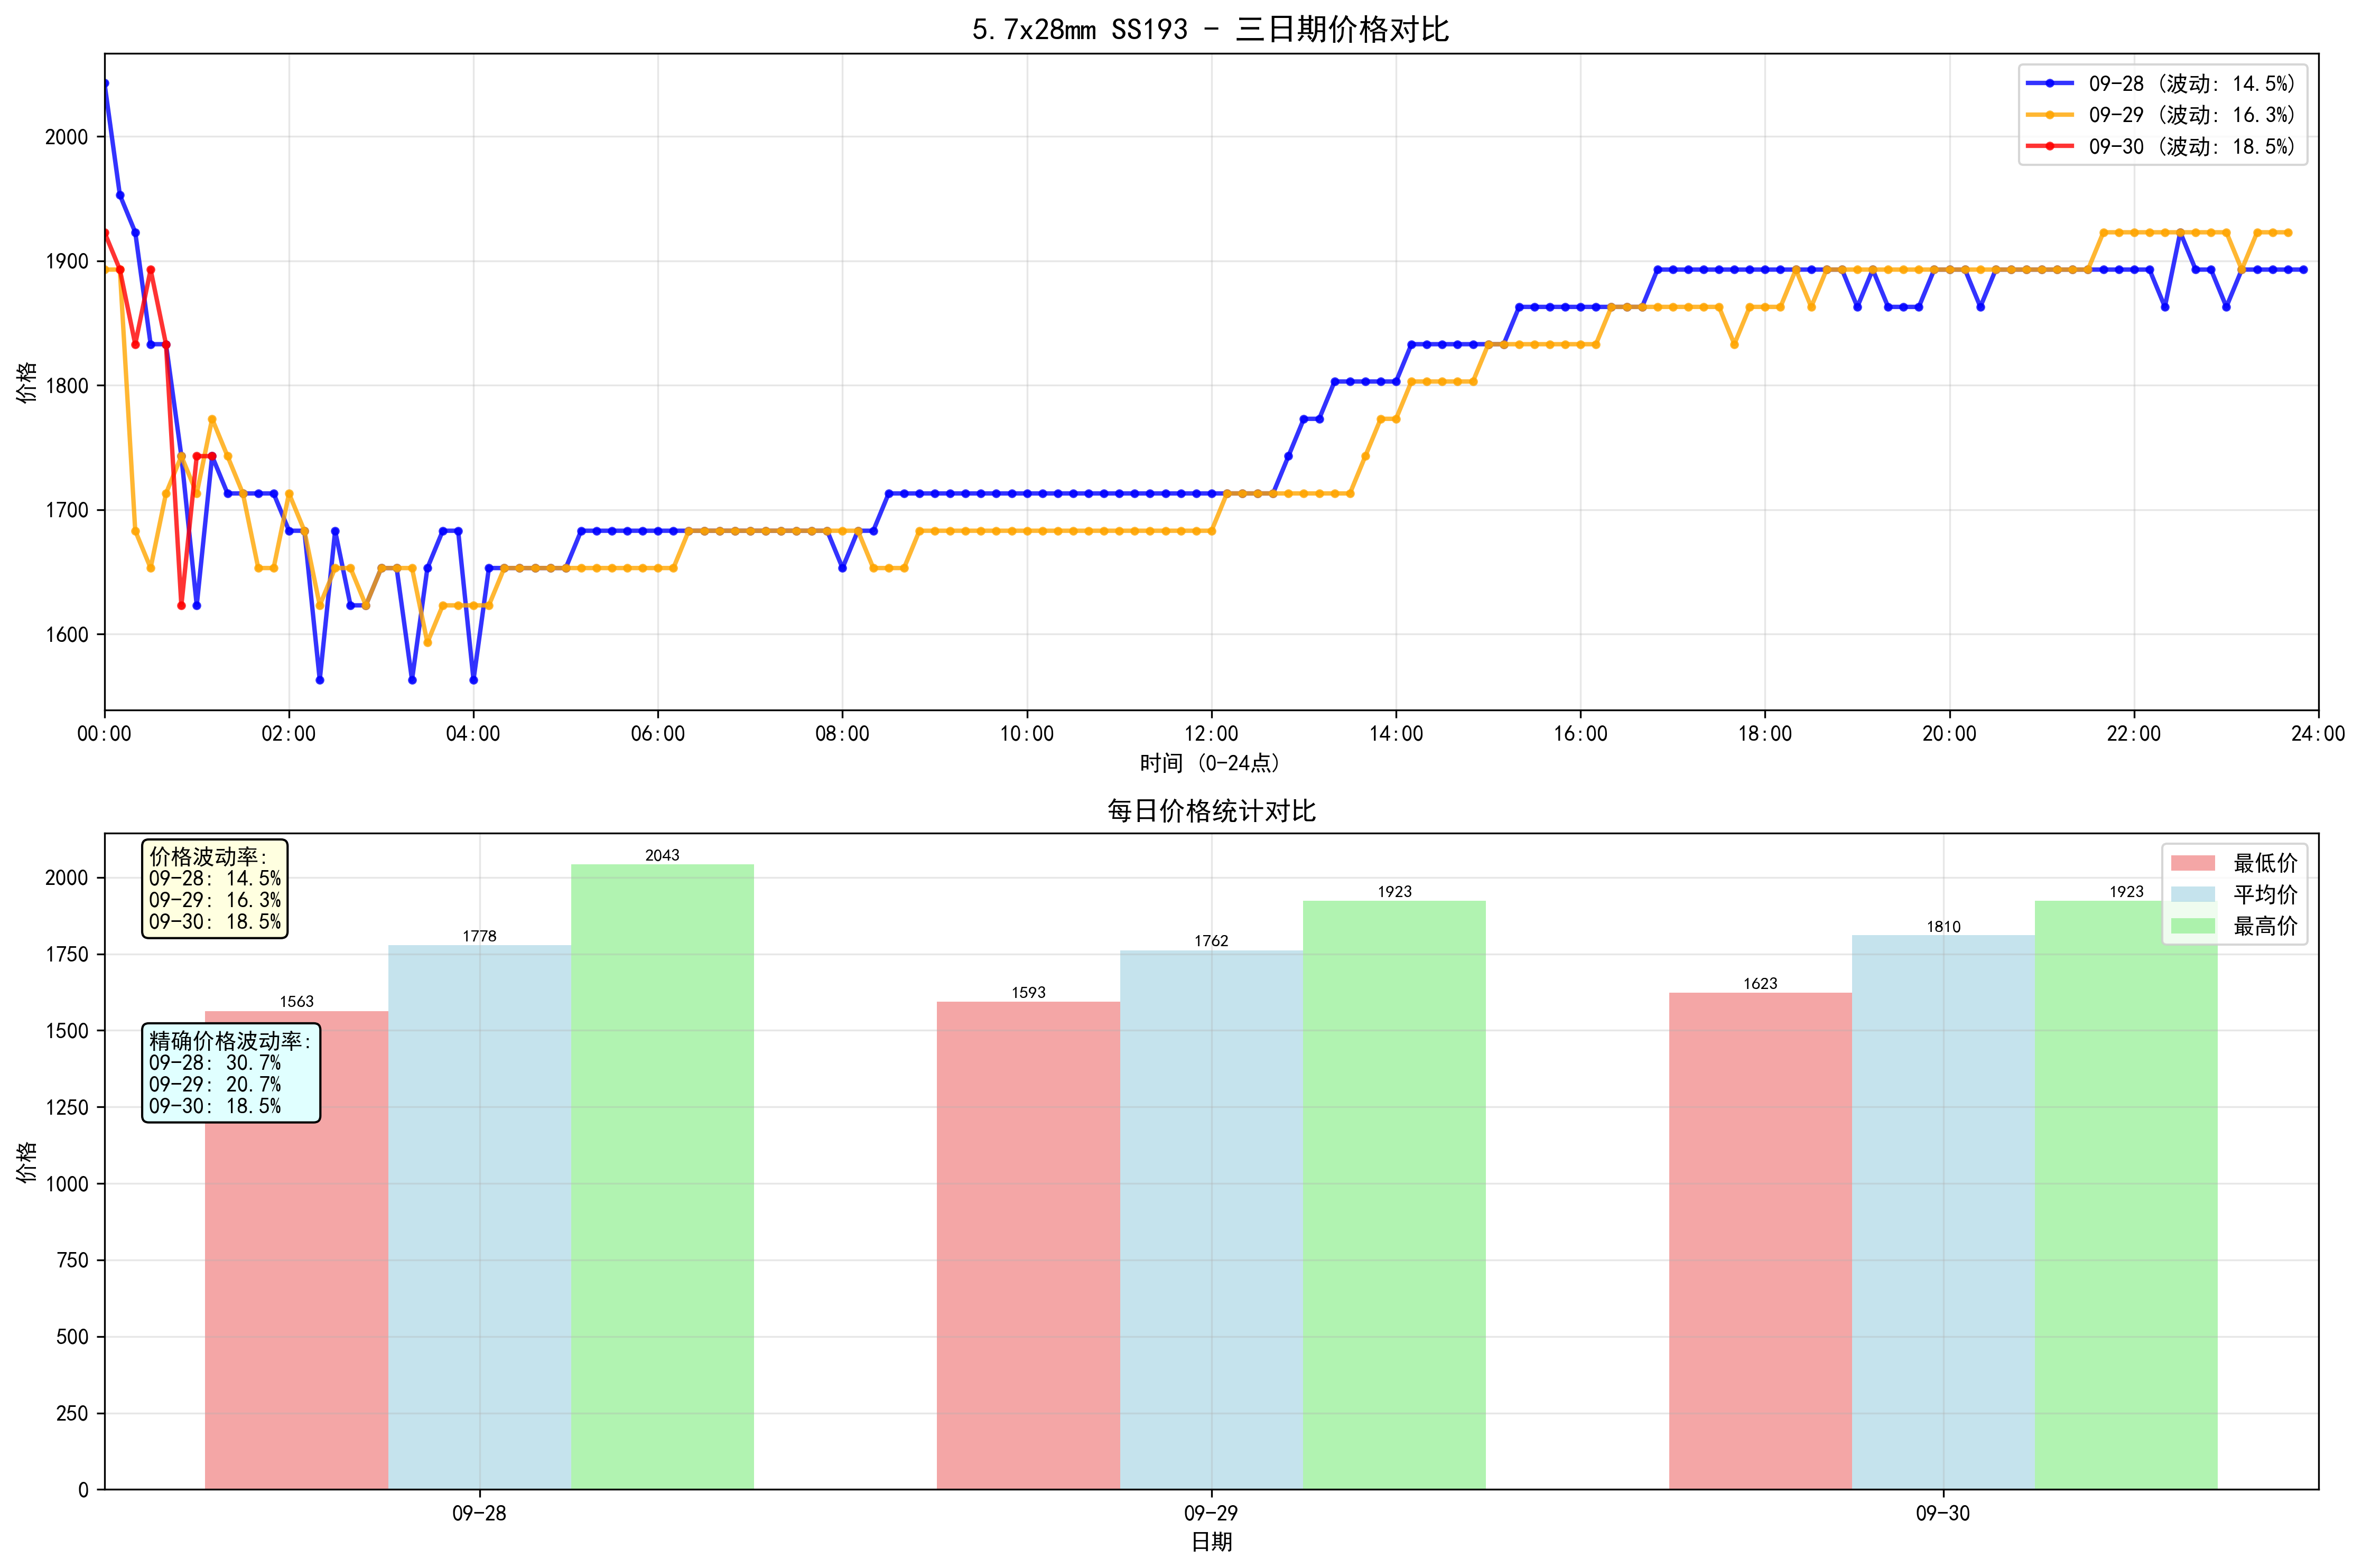 5.7x28mm SS193 - 三日期价格对比
09-28 (波动: 14.5%)
09-29 (波动: 16.3%)
09-30 (波动: 18.5%)
价格
2000
1900
1800
1700
1600
00:00 02:00 04:00 06:00 08:00 10:00 12:00 14:00 16:00 18:00 20:00 22:00 24:00
时间 (0-24点)
每日价格统计对比
价格波动率:
09-28: 14.5%
09-29: 16.3%
09-30: 18.5%
精确价格波动率:
09-28: 30.7%
09-29: 20.7%
09-30: 18.5%
最低价
平均价
最高价
1563 1778 2043
1593 1762 1923
1623 1810 1923
价格
2000
1750
1500
1250
1000
750
500
250
0
09-28 09-29 09-30
日期